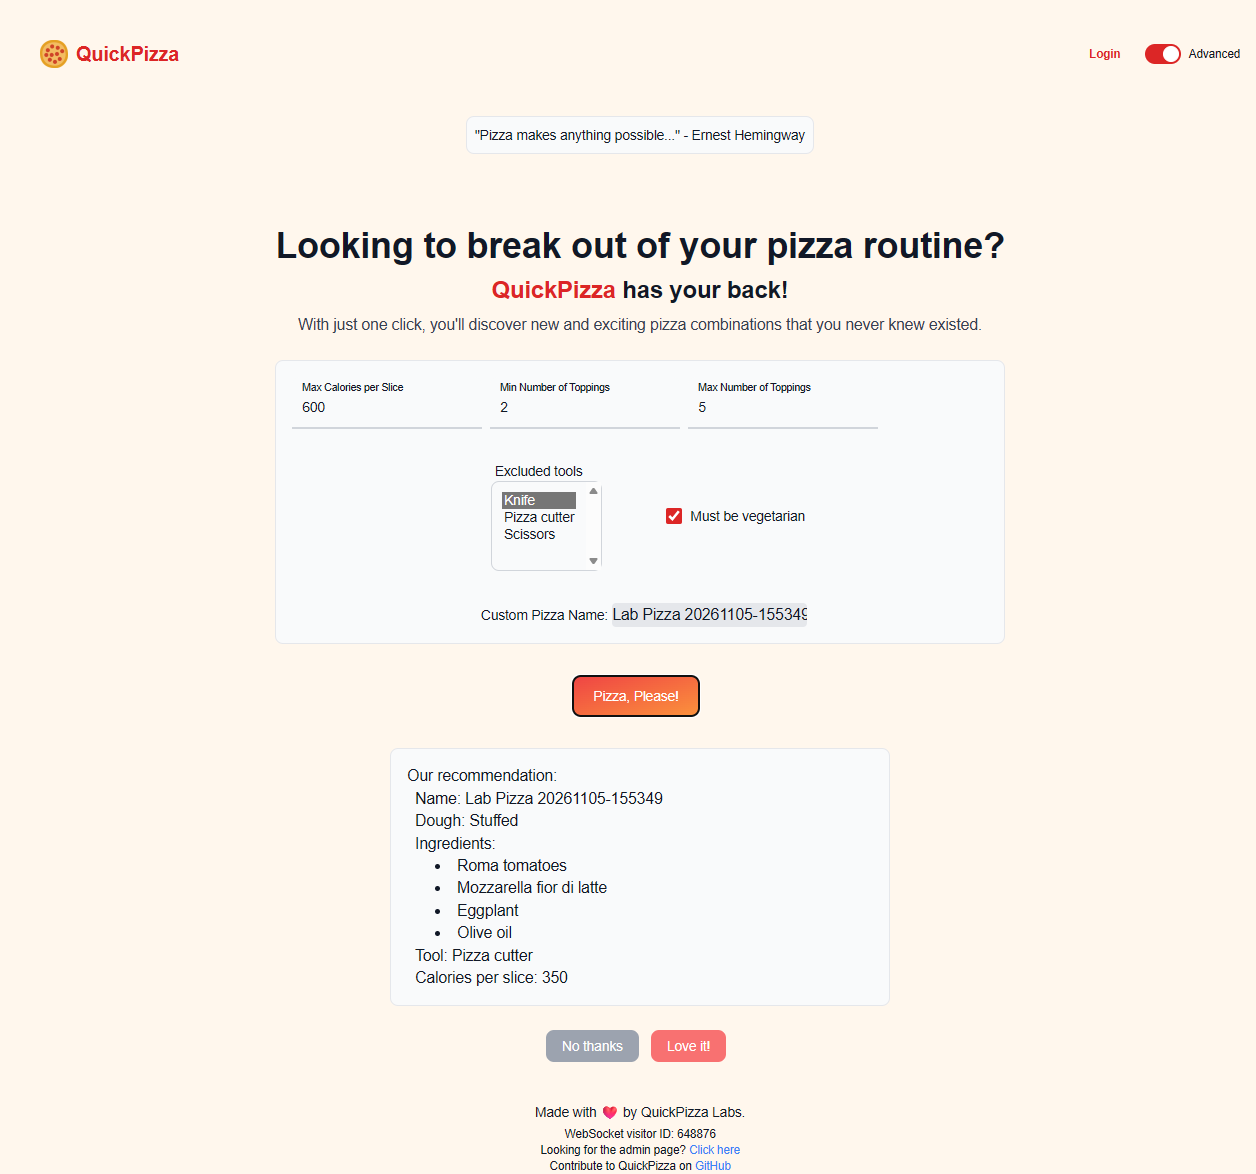 QuickPizza
Login
Advanced
"Pizza makes anything possible..." - Ernest Hemingway
Looking to break out of your pizza routine?
QuickPizza has your back!
With just one click, you'll discover new and exciting pizza combinations that you never knew existed.
Max Calories per Slice
600
Min Number of Toppings
2
Max Number of Toppings
5
Excluded tools
Knife
Pizza cutter
Scissors
Must be vegetarian
Custom Pizza Name: Lab Pizza 20261105-155349
Pizza, Please!
Our recommendation:
Name: Lab Pizza 20261105-155349
Dough: Stuffed
Ingredients:
• Roma tomatoes
• Mozzarella fior di latte
• Eggplant
• Olive oil
Tool: Pizza cutter
Calories per slice: 350
No thanks
Love it!
Made with 💖 by QuickPizza Labs.
WebSocket visitor ID: 648876
Looking for the admin page? Click here
Contribute to QuickPizza on GitHub